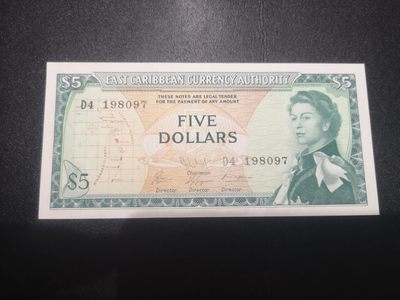 $5 EAST CARIBBEAN CURRENCY AUTHORITY $5
THESE NOTES ARE LEGAL TENDER
FOR THE PAYMENT OF ANY AMOUNT
D4 198097
FIVE
DOLLARS
D4 198097
Chairman
$5
Director Director Director